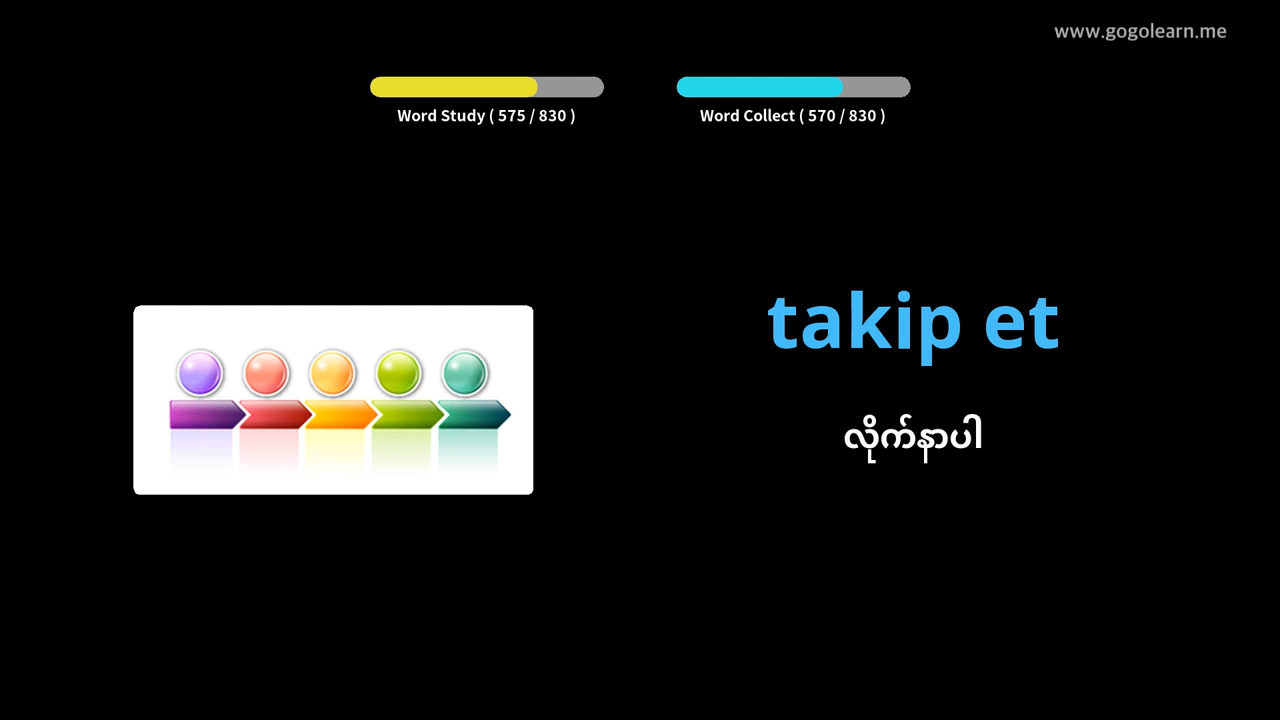 www.gogolearn.me
Word Study ( 575 / 830 )
Word Collect ( 570 / 830 )
takip et
လိုက်နာပါ